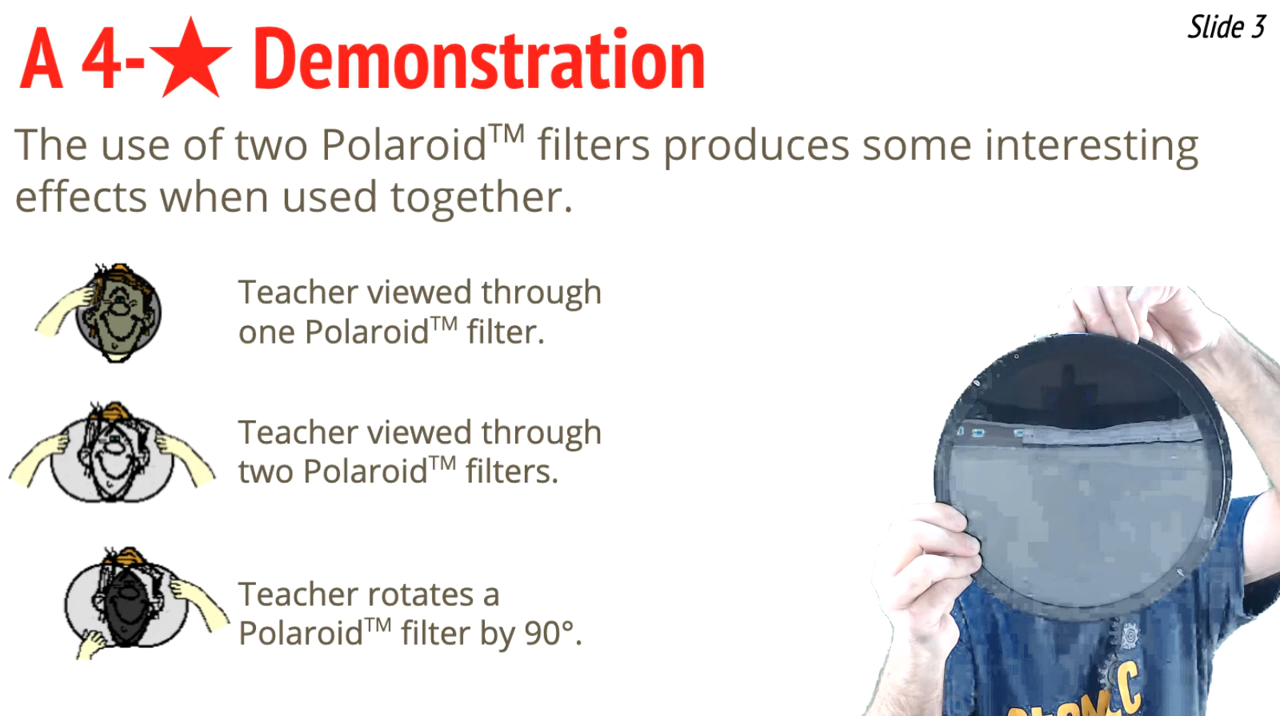 Slide 3
A 4-★ Demonstration
The use of two Polaroid™ filters produces some interesting
effects when used together.
Teacher viewed through
one Polaroid™ filter.
Teacher viewed through
two Polaroid™ filters.
Teacher rotates a
Polaroid™ filter by 90°.